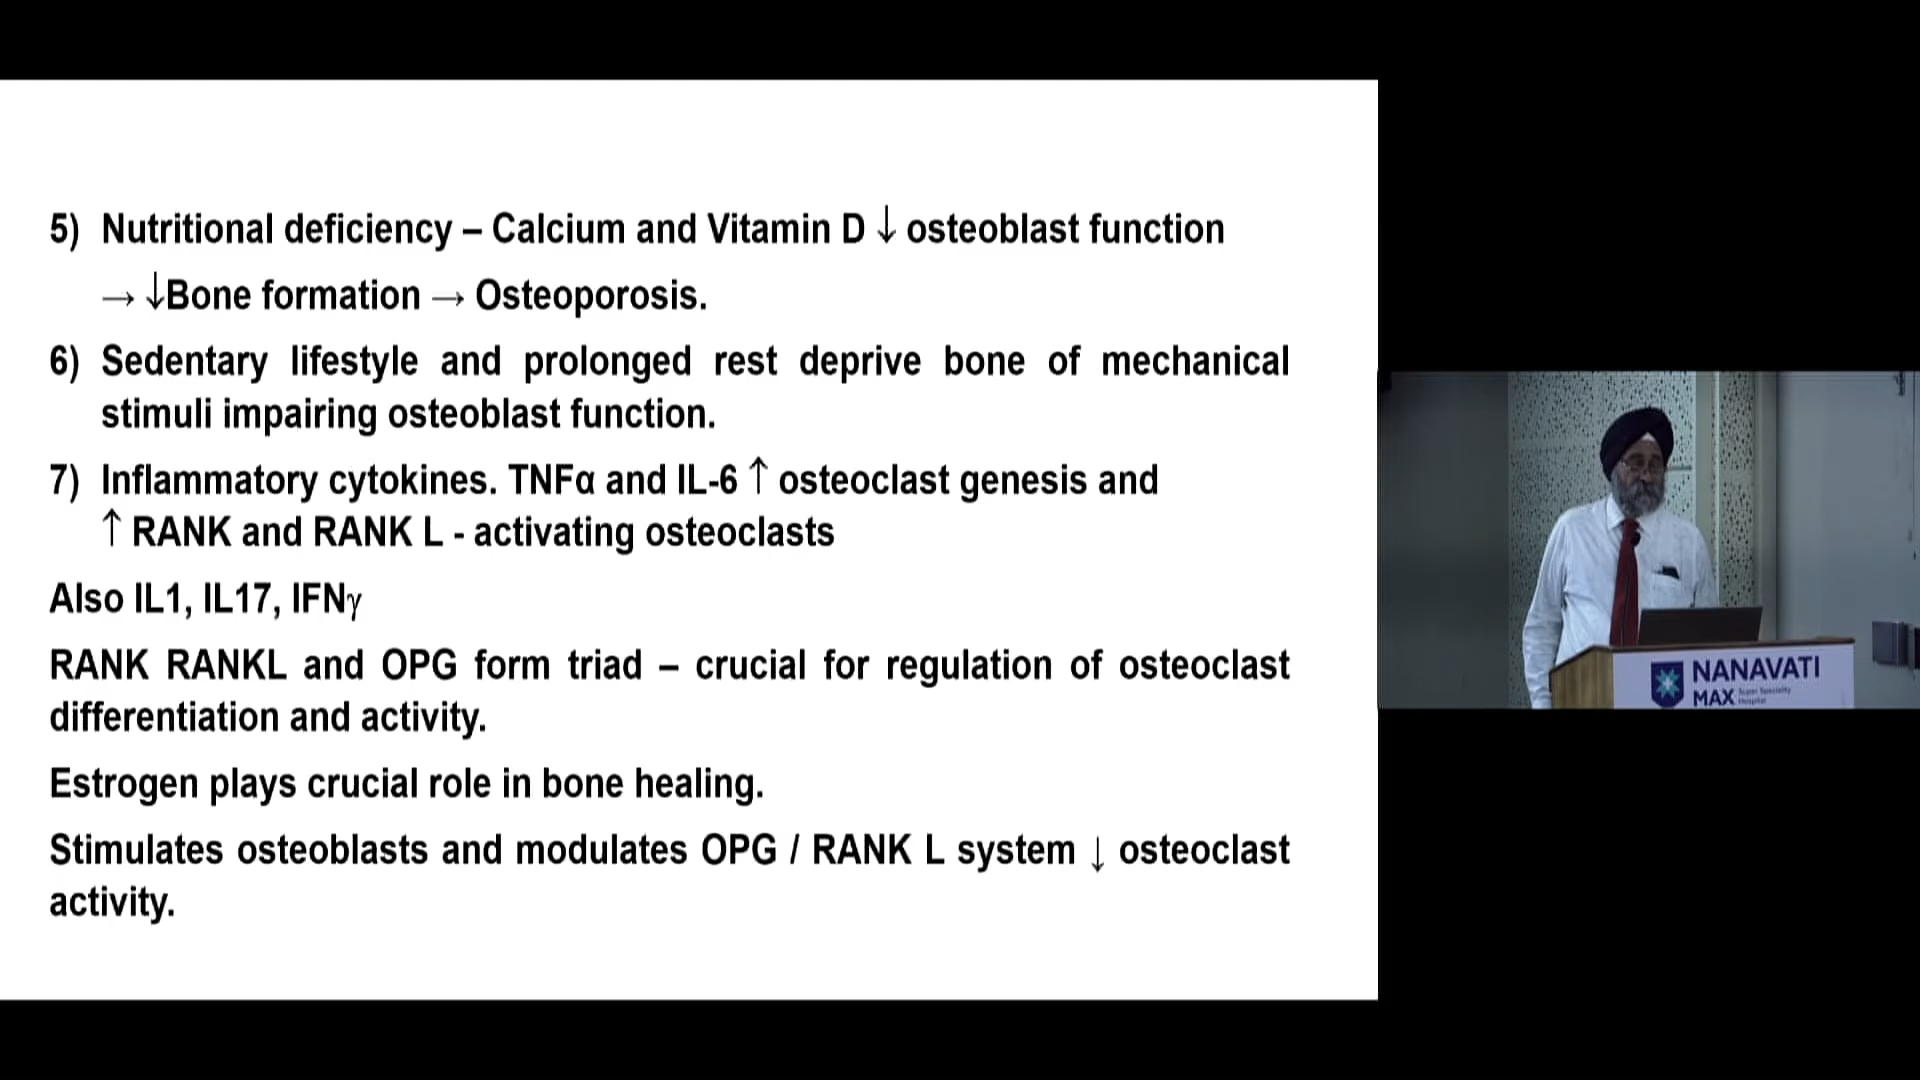 5) Nutritional deficiency – Calcium and Vitamin D ↓ osteoblast function
→ ↓Bone formation → Osteoporosis.
6) Sedentary lifestyle and prolonged rest deprive bone of mechanical
stimuli impairing osteoblast function.
7) Inflammatory cytokines. TNFα and IL-6 ↑ osteoclast genesis and
↑ RANK and RANK L - activating osteoclasts
Also IL1, IL17, IFNγ
RANK RANKL and OPG form triad – crucial for regulation of osteoclast
differentiation and activity.
Estrogen plays crucial role in bone healing.
Stimulates osteoblasts and modulates OPG / RANK L system ↓ osteoclast
activity.
NANAVATI
MAX Super Speciality
Hospital